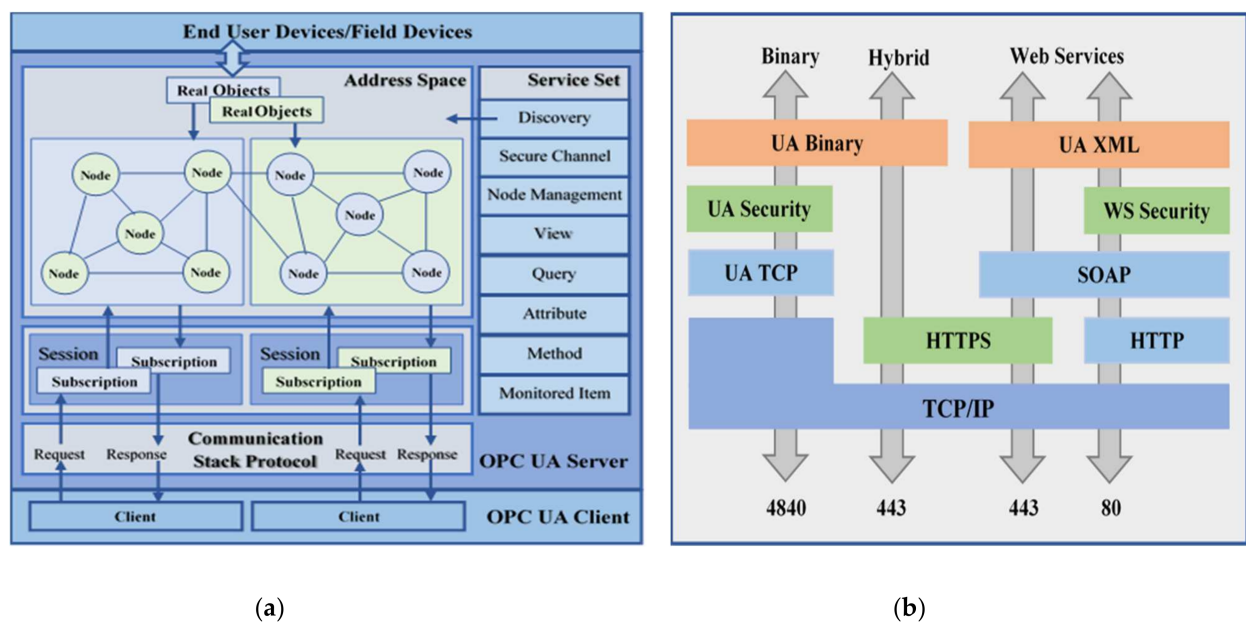 End User Devices/Field Devices
Real Objects
Real Objects
Address Space
Node
Node
Node
Node
Node
Node
Node
Node
Node
Node
Service Set
Discovery
Secure Channel
Node Management
View
Query
Attribute
Method
Monitored Item
Session
Subscription
Subscription
Session
Subscription
Subscription
Communication
Stack Protocol
Request
Response
Request
Response
OPC UA Server
Client
Client
OPC UA Client
(a)
Binary
Hybrid
Web Services
UA Binary
UA XML
UA Security
WS Security
UA TCP
SOAP
HTTPS
HTTP
TCP/IP
4840
443
443
80
(b)